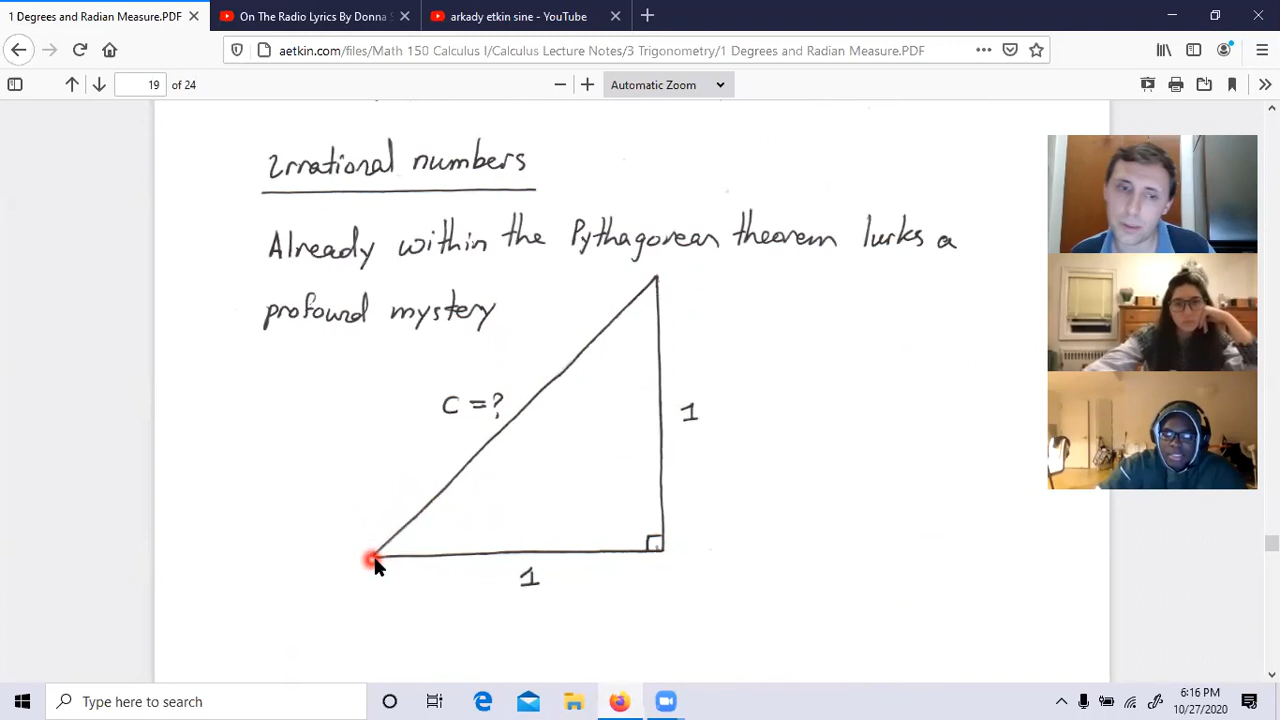 1 Degrees and Radian Measure.PDF
On The Radio Lyrics By Donna S
arkady etkin sine - YouTube
aetkin.com/files/Math 150 Calculus I/Calculus Lecture Notes/3 Trigonometry/1 Degrees and Radian Measure.PDF
19 of 24
Automatic Zoom
Irrational numbers
Already within the Pythagorean theorem lurks a
profound mystery
C = ?
1
1
Type here to search
6:16 PM
10/27/2020